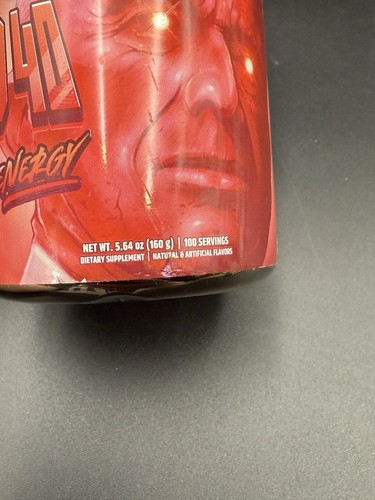 ENERGY
NET WT. 5.64 oz (160 g) | 100 SERVINGS
DIETARY SUPPLEMENT | NATURAL & ARTIFICIAL FLAVORS